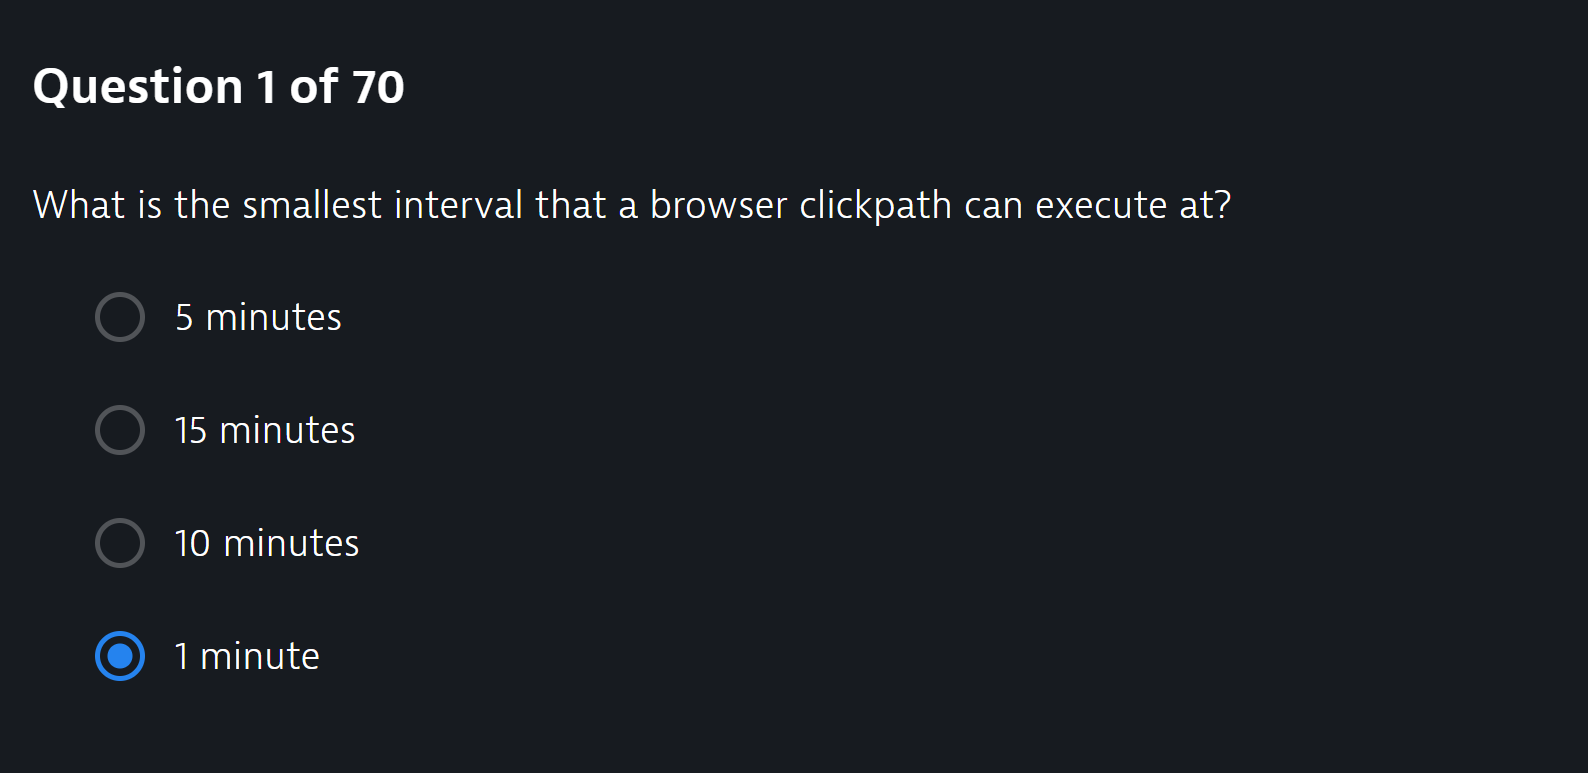 Question 1 of 70
What is the smallest interval that a browser clickpath can execute at?
5 minutes
15 minutes
10 minutes
1 minute